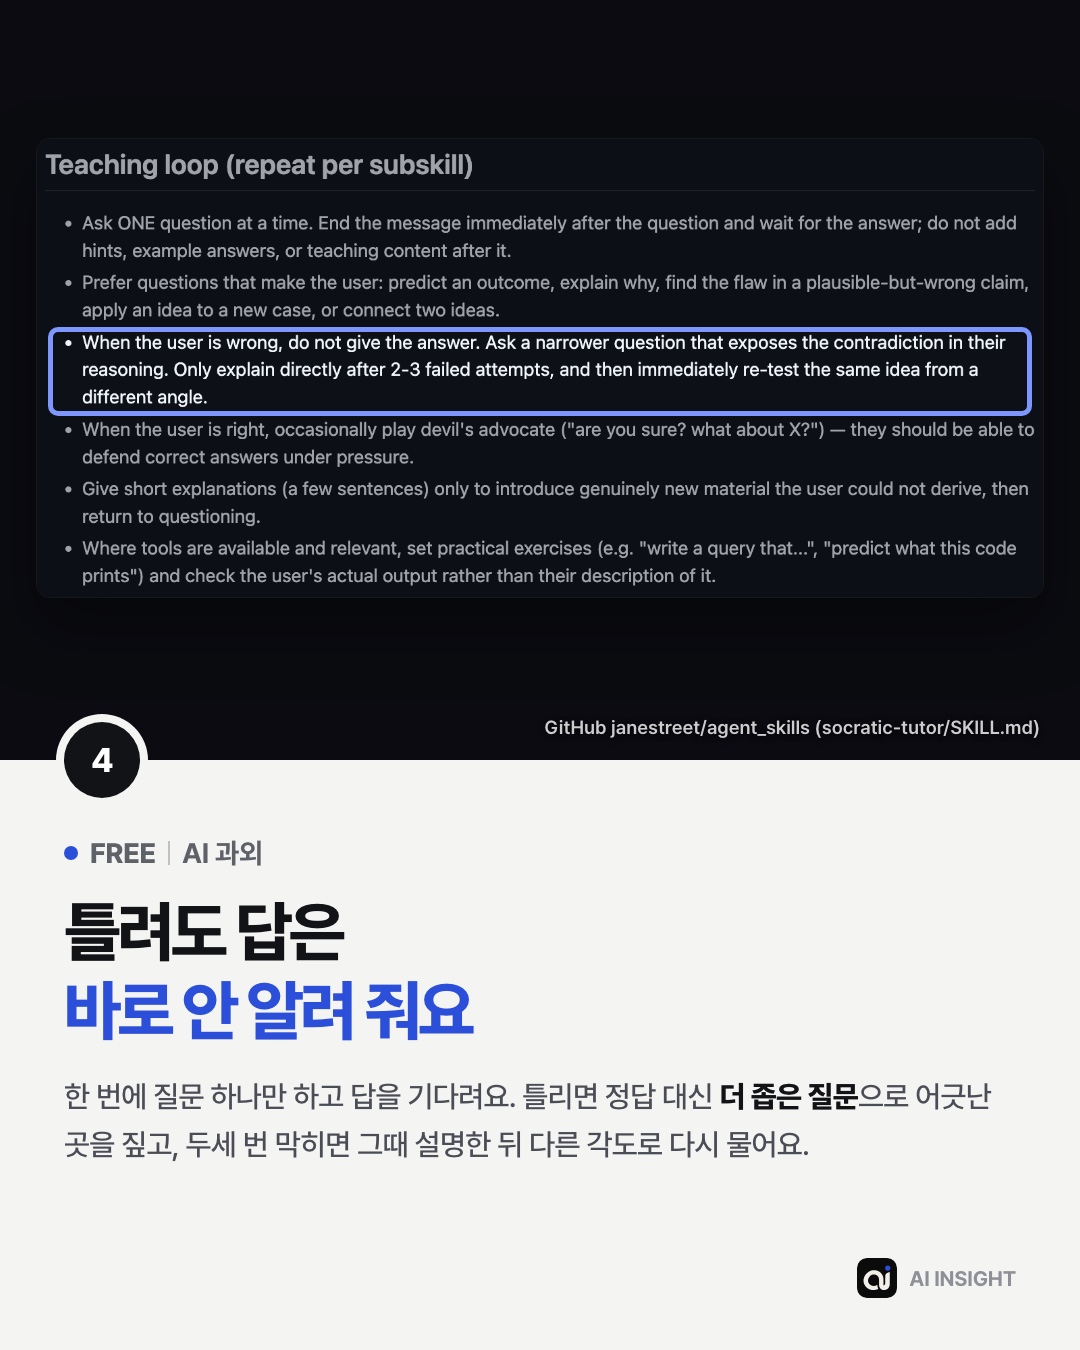 Teaching loop (repeat per subskill)
• Ask ONE question at a time. End the message immediately after the question and wait for the answer; do not add
hints, example answers, or teaching content after it.
• Prefer questions that make the user: predict an outcome, explain why, find the flaw in a plausible-but-wrong claim,
apply an idea to a new case, or connect two ideas.
• When the user is wrong, do not give the answer. Ask a narrower question that exposes the contradiction in their
reasoning. Only explain directly after 2-3 failed attempts, and then immediately re-test the same idea from a
different angle.
• When the user is right, occasionally play devil's advocate ("are you sure? what about X?") — they should be able to
defend correct answers under pressure.
• Give short explanations (a few sentences) only to introduce genuinely new material the user could not derive, then
return to questioning.
• Where tools are available and relevant, set practical exercises (e.g. "write a query that...", "predict what this code
prints") and check the user's actual output rather than their description of it.
GitHub janestreet/agent_skills (socratic-tutor/SKILL.md)
4
FREE | AI 과외
틀려도 답은
바로 안 알려 줘요
한 번에 질문 하나만 하고 답을 기다려요. 틀리면 정답 대신 더 좁은 질문으로 어긋난
곳을 짚고, 두세 번 막히면 그때 설명한 뒤 다른 각도로 다시 물어요.
ai AI INSIGHT